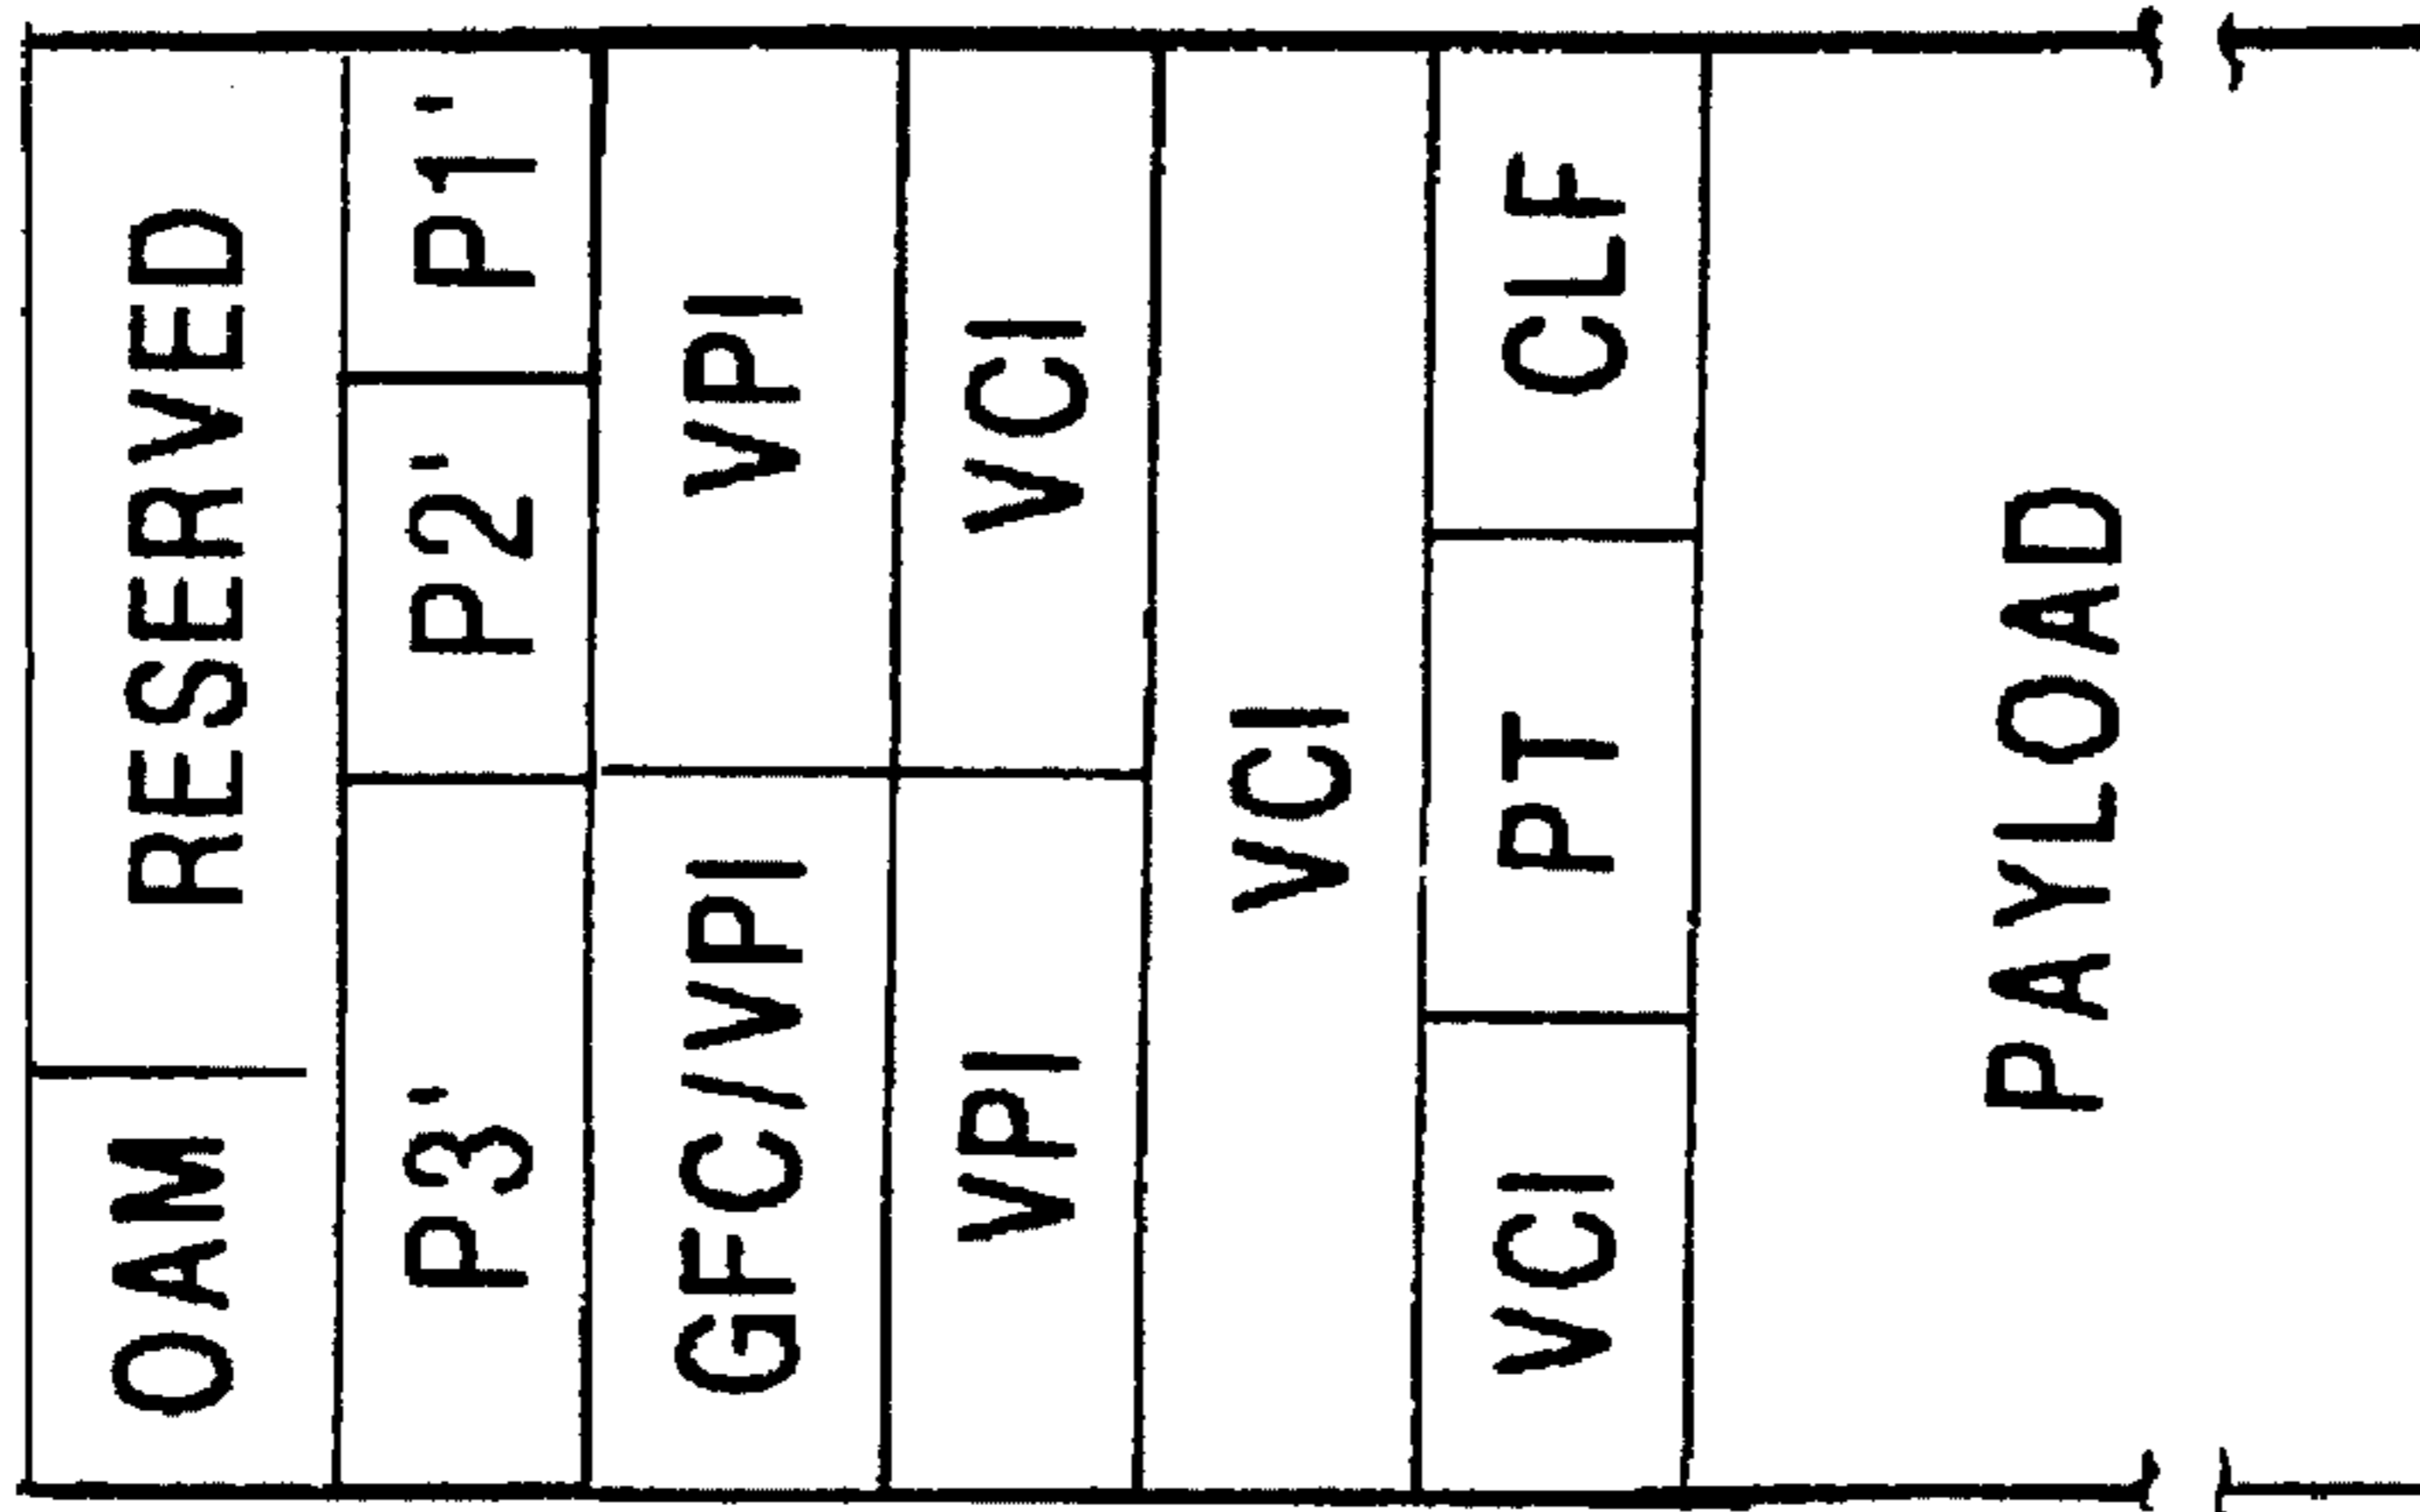 OAM RESERVED
P3' P2' P1'
GFC/VPI VPI
VPI VCI
VCI
VCI PT CLF
PAYLOAD